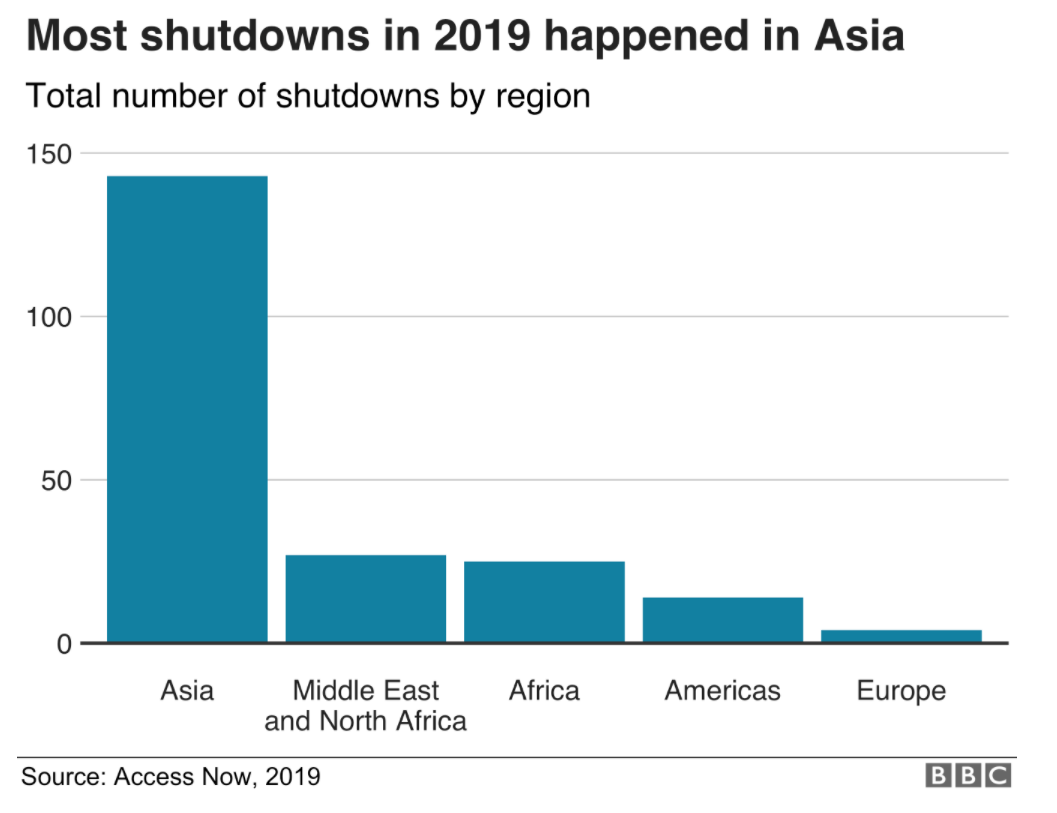 Most shutdowns in 2019 happened in Asia
Total number of shutdowns by region
150
100
50
0
Asia
Middle East
and North Africa
Africa
Americas
Europe
Source: Access Now, 2019
BBC